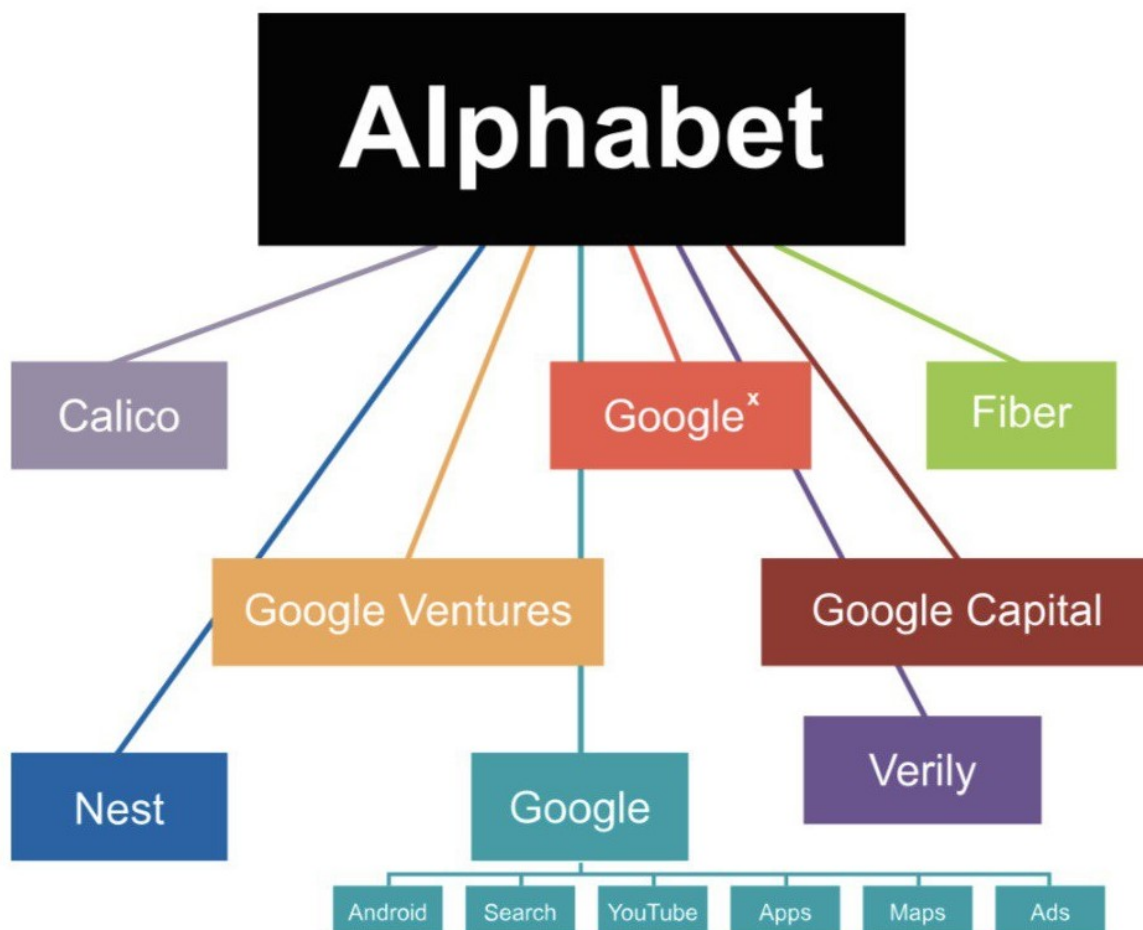 Alphabet
Calico
Google x
Fiber
Google Ventures
Google Capital
Nest
Google
Verily
Android
Search
YouTube
Apps
Maps
Ads